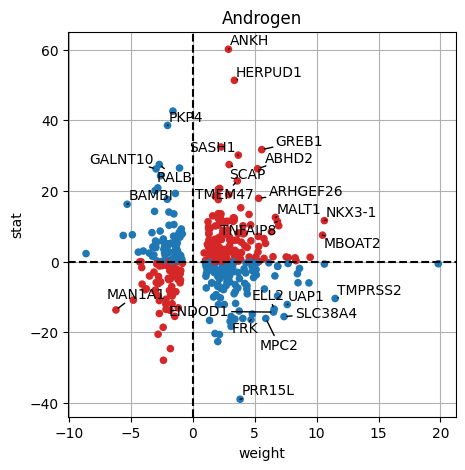 Androgen
ANKH
HERPUD1
PKP4
SASH1
GREB1
GALNT10
ABHD2
RALB
SCAP
BAMBI
TMEM47
ARHGEF26
MALT1
NKX3-1
TNFAIP8
MBOAT2
MAN1A1
ELL2
UAP1
TMPRSS2
ENDOD1
SLC38A4
FRK
MPC2
PRR15L
60
40
20
0
−20
−40
stat
−10
−5
0
5
10
15
20
weight